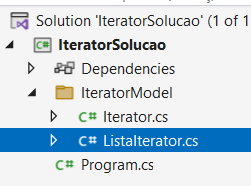 Solution 'IteratorSolucao' (1 of 1
IteratorSolucao
Dependencies
IteratorModel
Iterator.cs
ListaIterator.cs
Program.cs